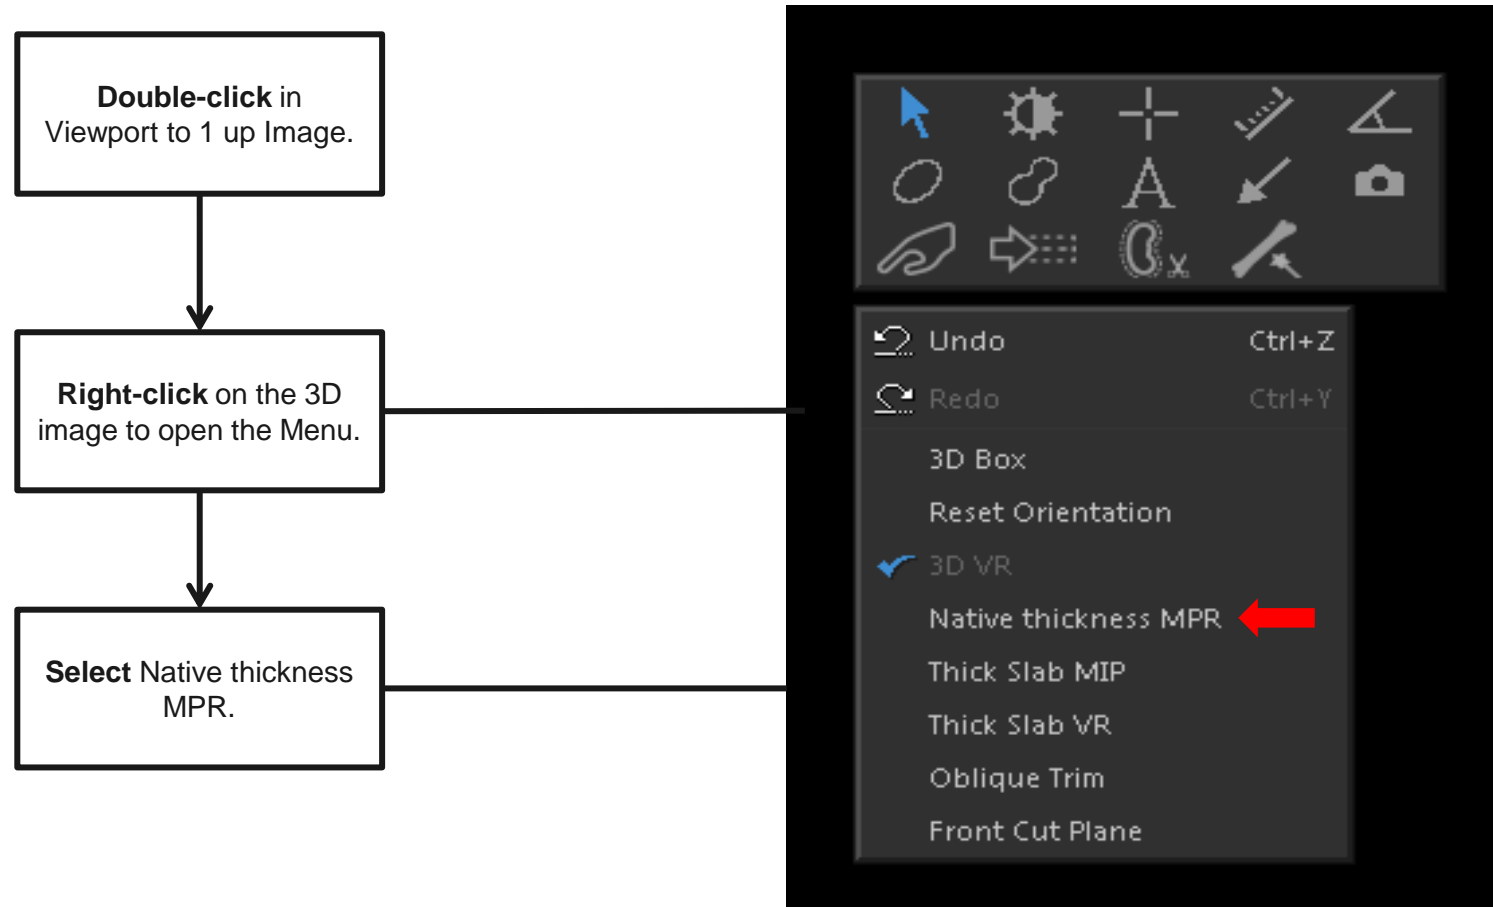 Double-click in
Viewport to 1 up Image.
Right-click on the 3D
image to open the Menu.
Select Native thickness
MPR.
A
Undo Ctrl+Z
Redo Ctrl+Y
3D Box
Reset Orientation
3D VR
Native thickness MPR
Thick Slab MIP
Thick Slab VR
Oblique Trim
Front Cut Plane